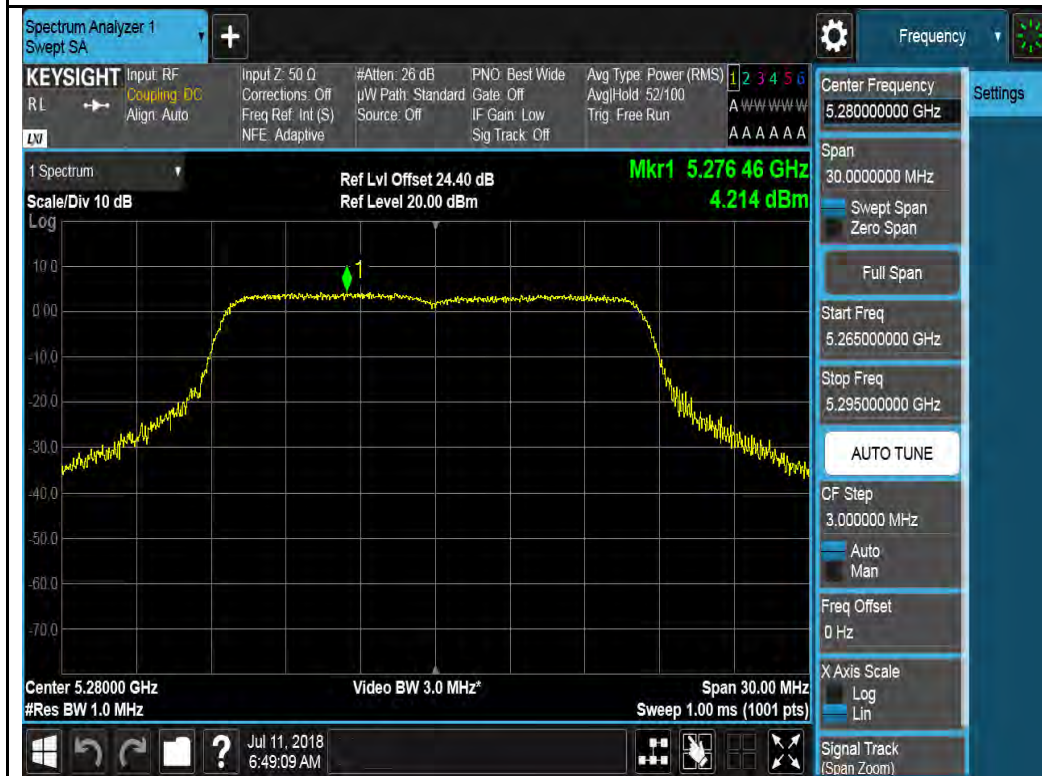 Spectrum Analyzer 1
Swept SA
+
Frequency
KEYSIGHT
RL
LXI
Input: RF
Coupling: DC
Align: Auto
Input Z: 50 Ω
Corrections: Off
Freq Ref: Int (S)
NFE: Adaptive
#Atten: 26 dB
µW Path: Standard
Source: Off
PNO: Best Wide
Gate: Off
IF Gain: Low
Sig Track: Off
Avg Type: Power (RMS)
Avg|Hold: 52/100
Trig: Free Run
1 2 3 4 5 6
A W W W W W
A A A A A A
1 Spectrum
Scale/Div 10 dB
Log
Ref Lvl Offset 24.40 dB
Ref Level 20.00 dBm
Mkr1 5.276 46 GHz
4.214 dBm
1
10.0
0.00
-10.0
-20.0
-30.0
-40.0
-50.0
-60.0
-70.0
Center 5.28000 GHz
#Res BW 1.0 MHz
Video BW 3.0 MHz*
Span 30.00 MHz
Sweep 1.00 ms (1001 pts)
?
Jul 11, 2018
6:49:09 AM
Center Frequency
5.280000000 GHz
Settings
Span
30.0000000 MHz
Swept Span
Zero Span
Full Span
Start Freq
5.265000000 GHz
Stop Freq
5.295000000 GHz
AUTO TUNE
CF Step
3.000000 MHz
Auto
Man
Freq Offset
0 Hz
X Axis Scale
Log
Lin
Signal Track
(Span Zoom)